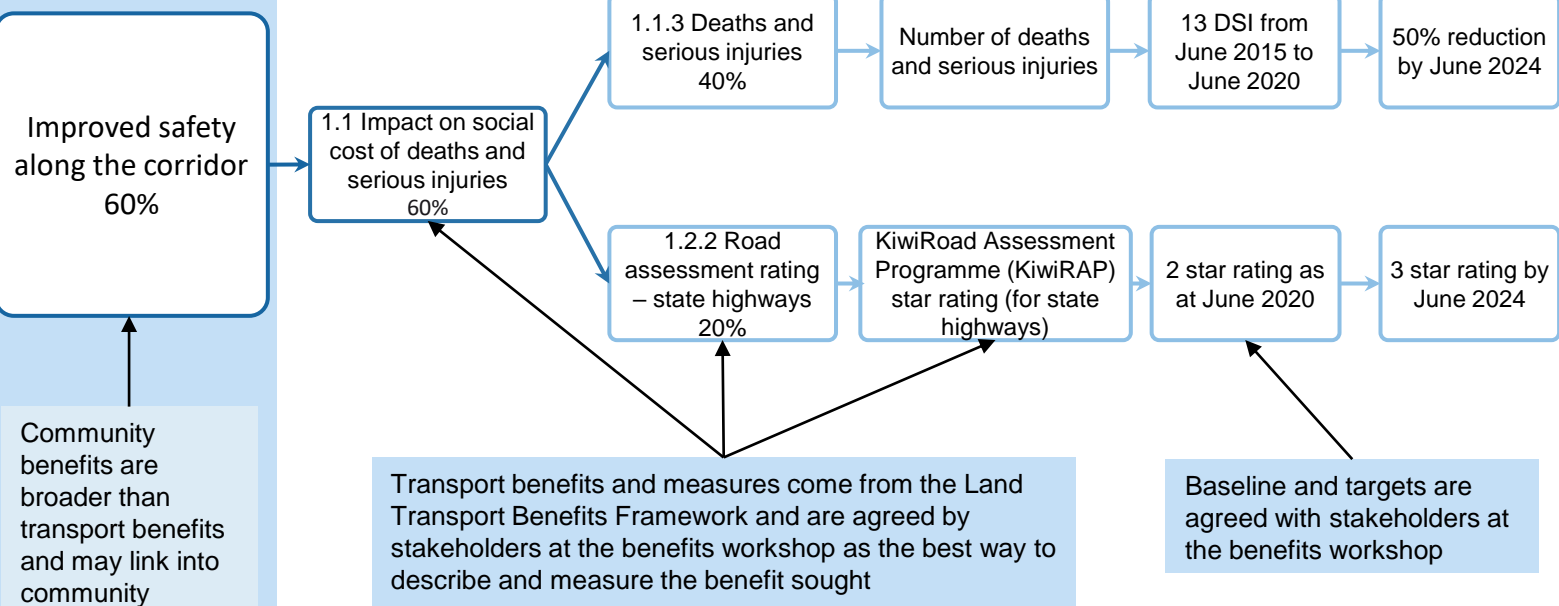 Improved safety
along the corridor
60%
1.1 Impact on social
cost of deaths and
serious injuries
60%
1.1.3 Deaths and
serious injuries
40%
Number of deaths
and serious injuries
13 DSI from
June 2015 to
June 2020
50% reduction
by June 2024
1.2.2 Road
assessment rating
– state highways
20%
KiwiRoad Assessment
Programme (KiwiRAP)
star rating (for state
highways)
2 star rating as
at June 2020
3 star rating by
June 2024
Community
benefits are
broader than
transport benefits
and may link into
community
Transport benefits and measures come from the Land
Transport Benefits Framework and are agreed by
stakeholders at the benefits workshop as the best way to
describe and measure the benefit sought
Baseline and targets are
agreed with stakeholders at
the benefits workshop